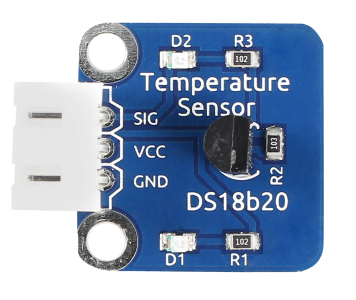 D2 R3
102
Temperature
Sensor
SIG
VCC
GND
103
R2
DS18b20
102
D1 R1